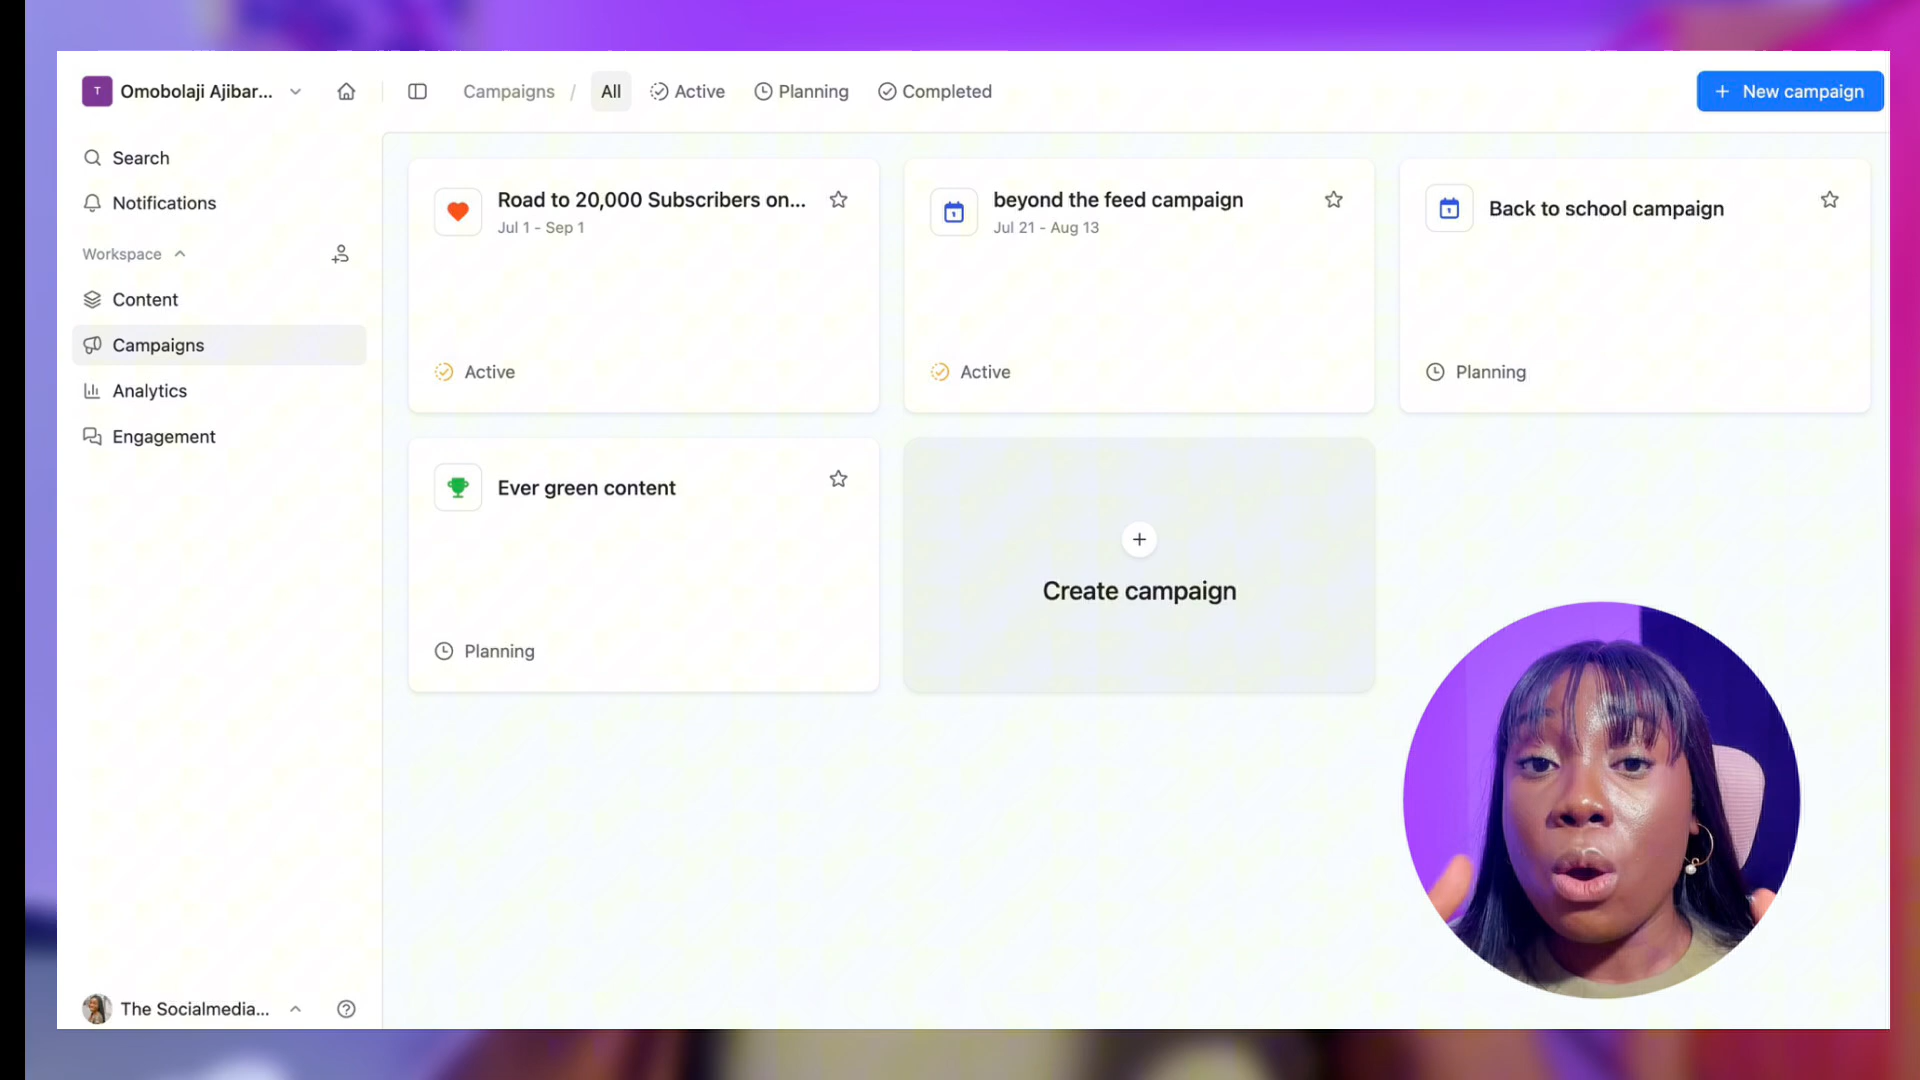 T Omobolaji Ajibar...
Campaigns / All Active Planning Completed
+ New campaign
Search
Notifications
Workspace
Content
Campaigns
Analytics
Engagement
Road to 20,000 Subscribers on...
Jul 1 - Sep 1
Active
beyond the feed campaign
Jul 21 - Aug 13
Active
Back to school campaign
Planning
Ever green content
Planning
+
Create campaign
The Socialmedia...